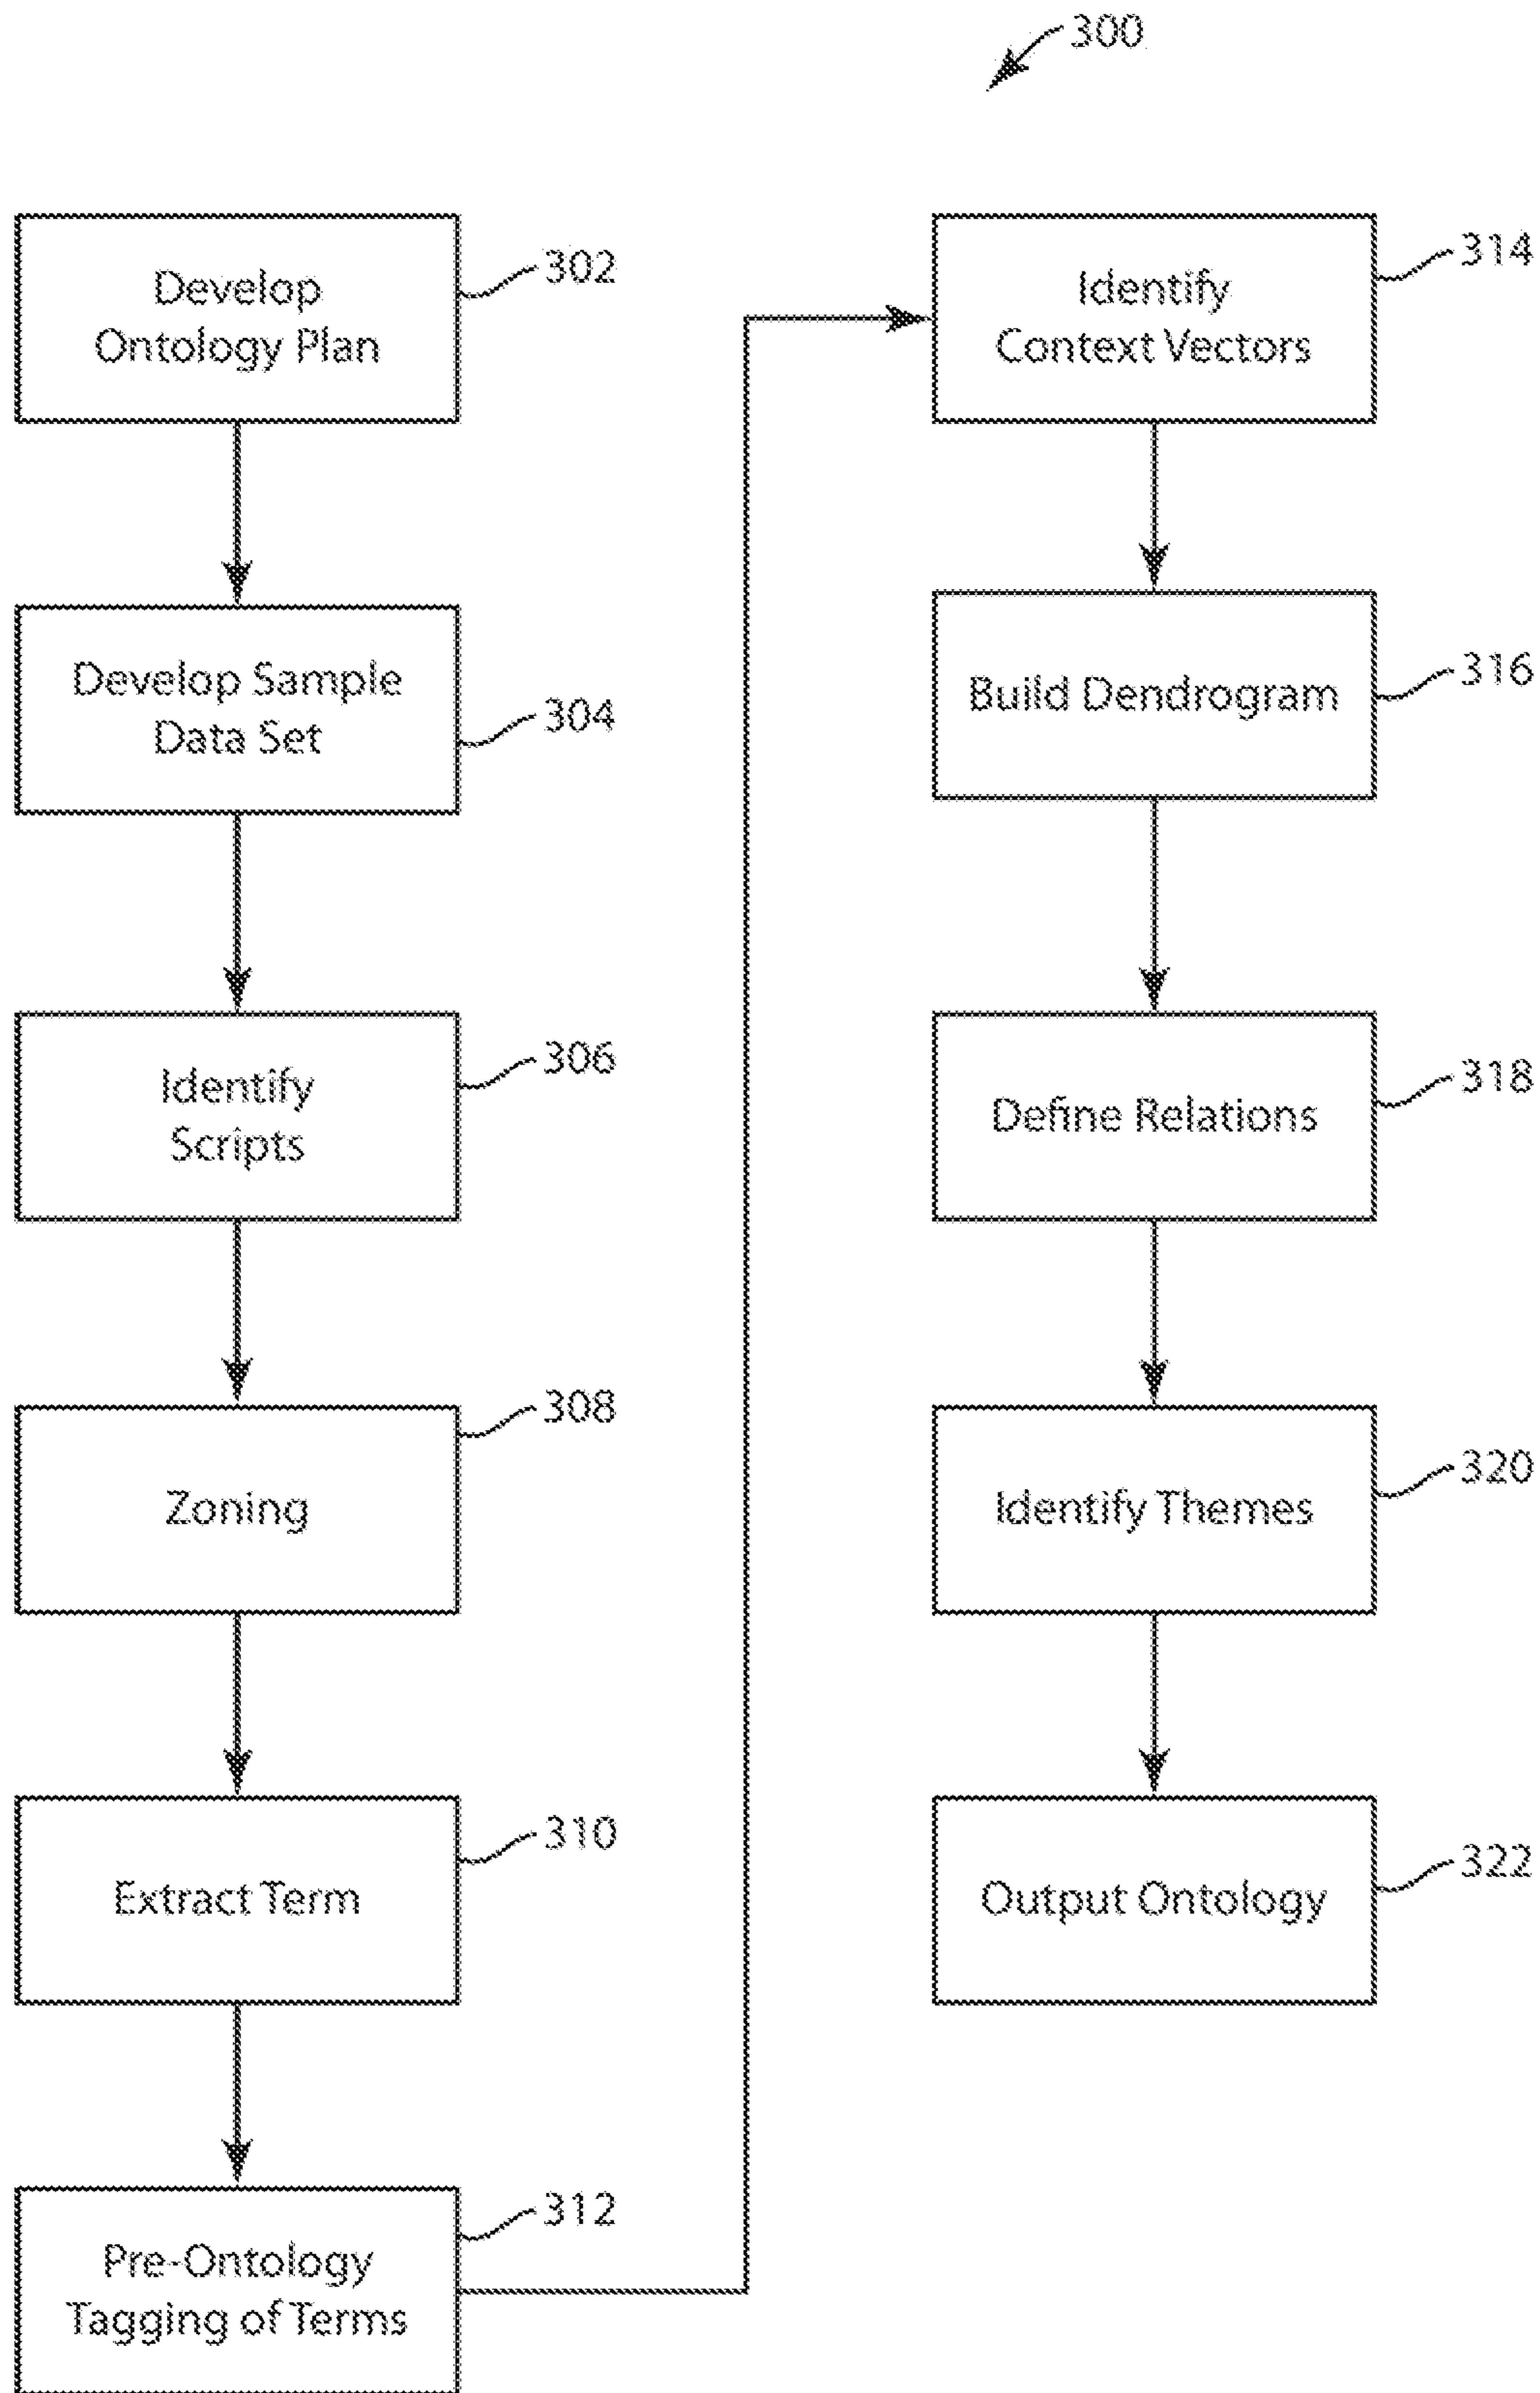 300
Develop
Ontology Plan
302
Develop Sample
Data Set
304
Identify
Scripts
306
Zoning
308
Extract Term
310
Pre-Ontology
Tagging of Terms
312
Identify
Context Vectors
314
Build Dendrogram
316
Define Relations
318
Identify Themes
320
Output Ontology
322